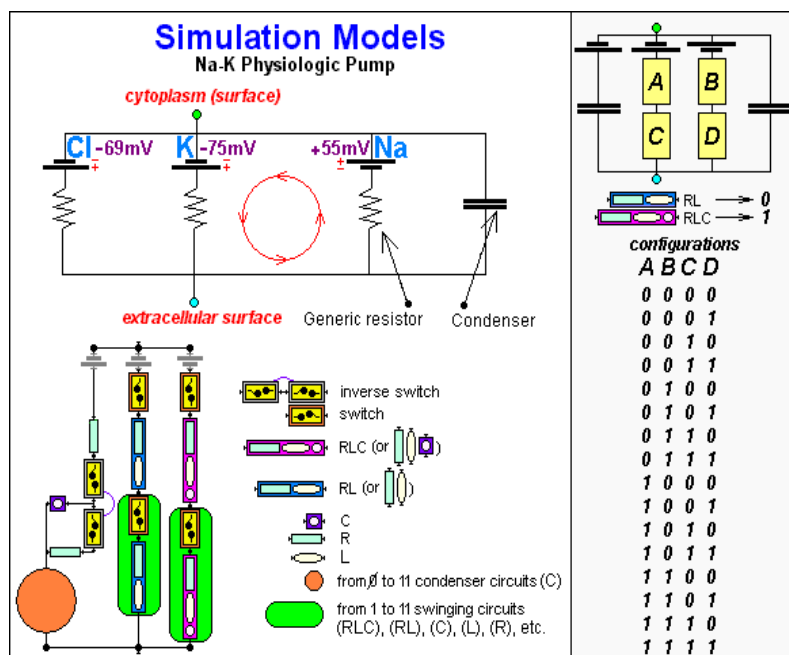 Simulation Models
Na-K Physiologic Pump
cytoplasm (surface)
Cl -69mV K -75mV +55mV Na
Generic resistor
Condenser
extracellular surface
inverse switch
switch
RLC (or )
RL (or )
C
R
L
from 0 to 11 condenser circuits (C)
from 1 to 11 swinging circuits
(RLC), (RL), (C), (L), (R), etc.
A B
C D
RL 0
RLC 1
configurations
A B C D
0 0 0 0
0 0 0 1
0 0 1 0
0 0 1 1
0 1 0 0
0 1 0 1
0 1 1 0
0 1 1 1
1 0 0 0
1 0 0 1
1 0 1 0
1 0 1 1
1 1 0 0
1 1 0 1
1 1 1 0
1 1 1 1